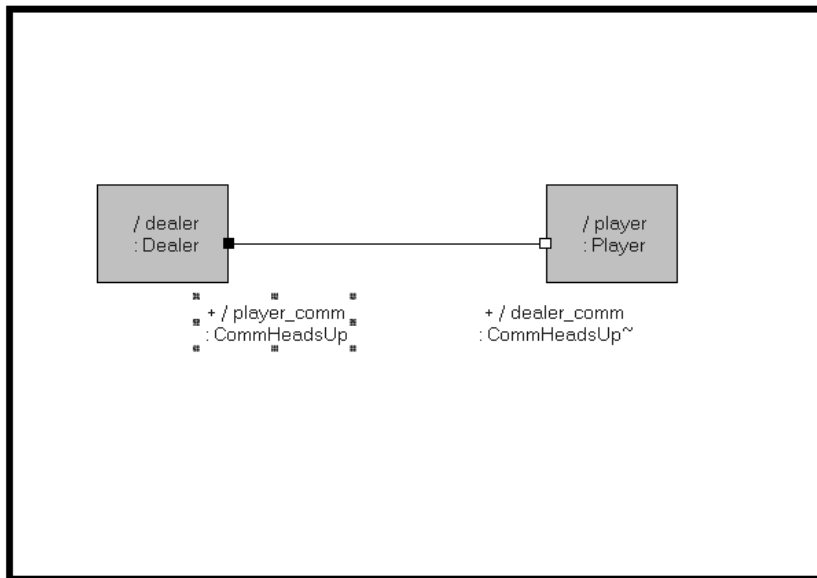 / dealer
: Dealer
/ player
: Player
+ / player_comm
: CommHeadsUp
+ / dealer_comm
: CommHeadsUp~